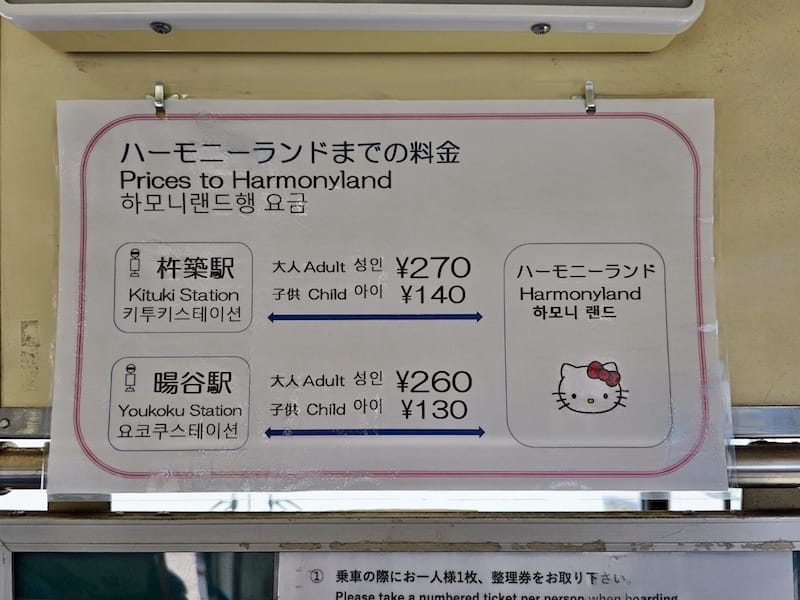 ハーモニーランドまでの料金
Prices to Harmonyland
하모니랜드행 요금
杵築駅
Kituki Station
키투키스테이션
大人 Adult 성인 ¥270
子供 Child 아이 ¥140
暘谷駅
Youkoku Station
요코쿠스테이션
大人 Adult 성인 ¥260
子供 Child 아이 ¥130
ハーモニーランド
Harmonyland
하모니 랜드
① 乗車の際にお一人様1枚、整理券をお取り下さい。
Please take a numbered ticket per person when boarding